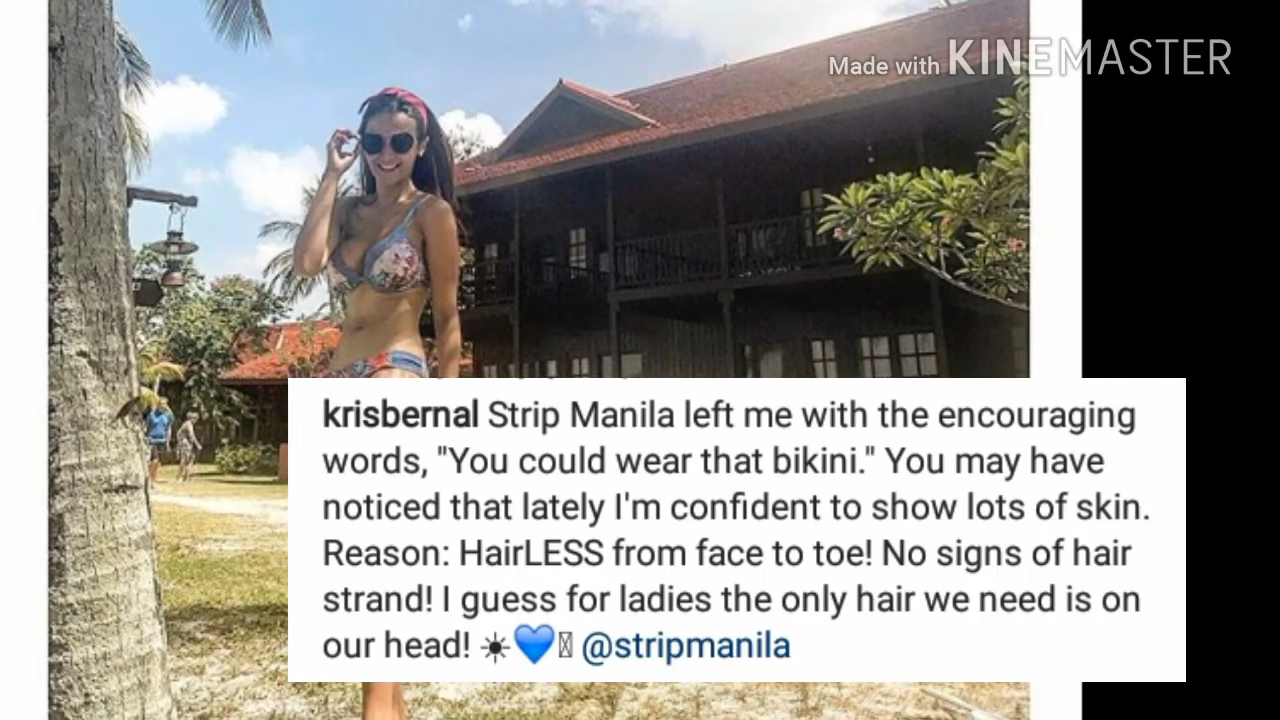 Made with KINEMASTER
krisbernal Strip Manila left me with the encouraging
words, "You could wear that bikini." You may have
noticed that lately I'm confident to show lots of skin.
Reason: HairLESS from face to toe! No signs of hair
strand! I guess for ladies the only hair we need is on
our head! ☀💙 @stripmanila